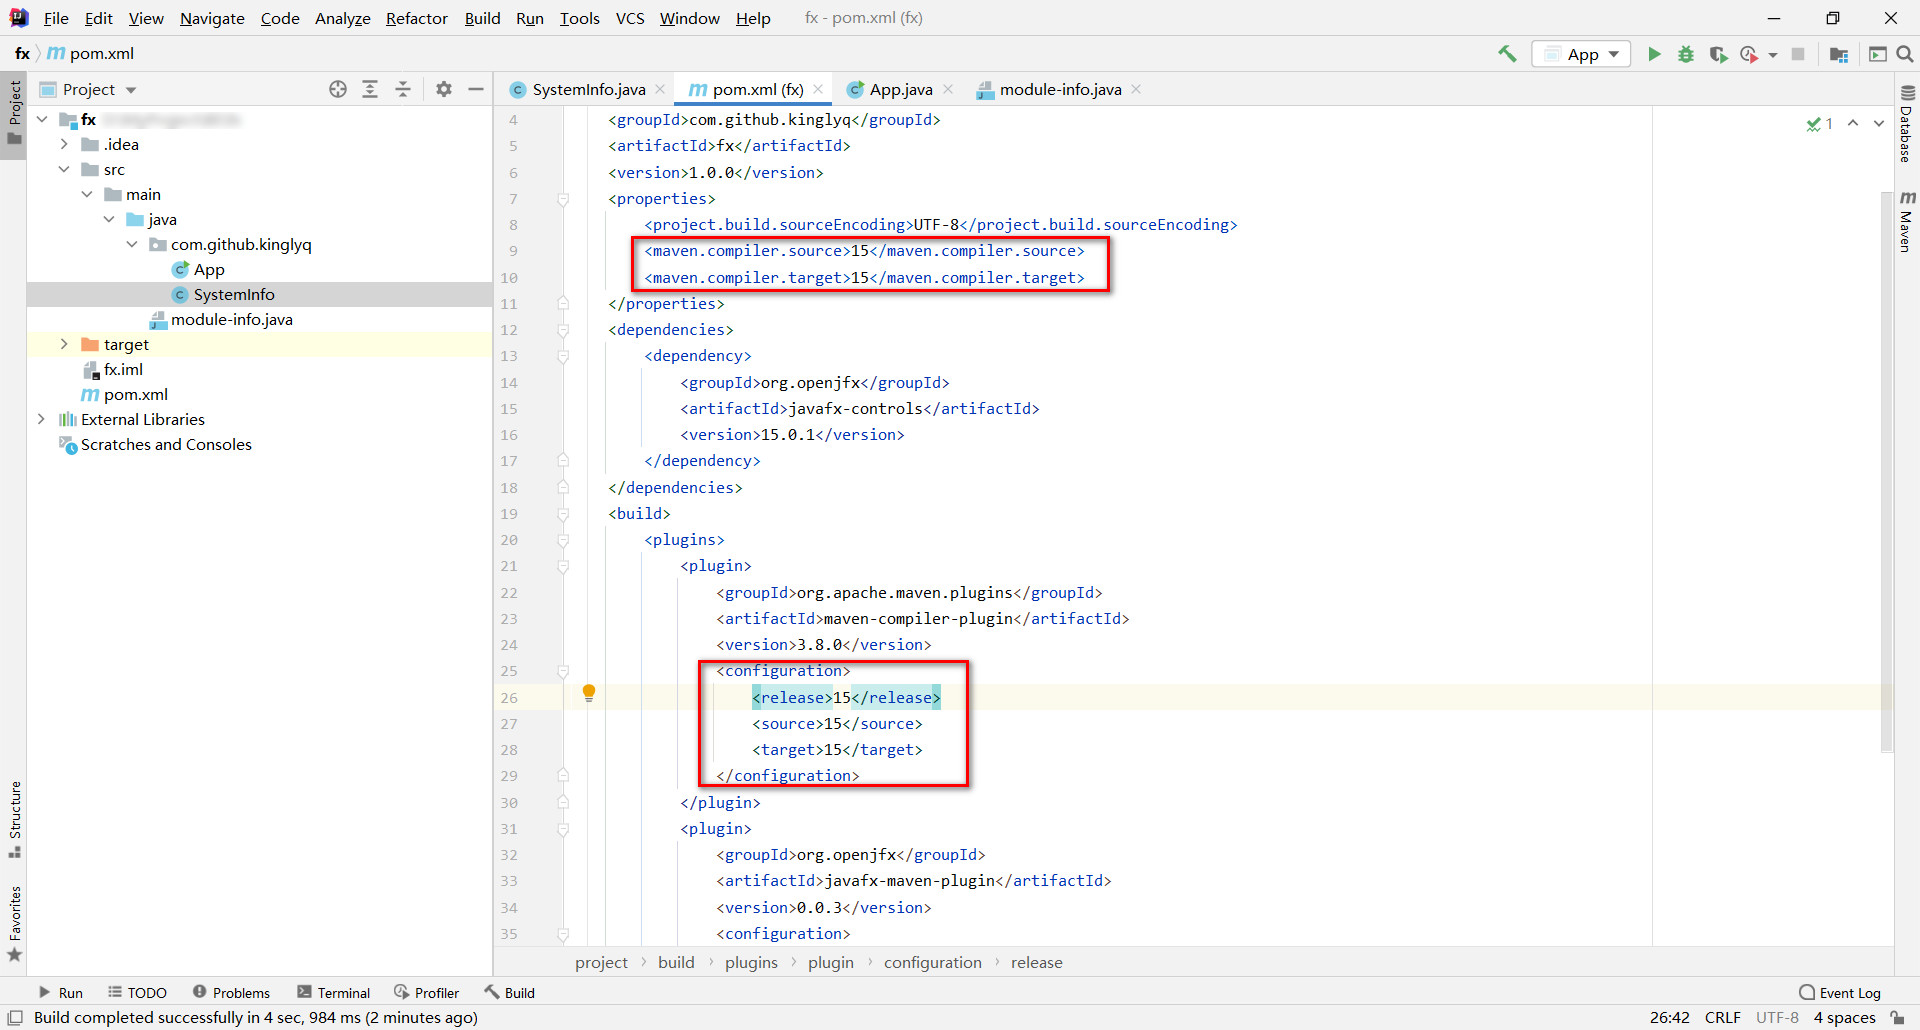 File Edit View Navigate Code Analyze Refactor Build Run Tools VCS Window Help fx - pom.xml (fx)
fx pom.xml App
Project SystemInfo.java pom.xml (fx) App.java module-info.java
Project
fx
.idea
src
main
java
com.github.kinglyq
App
SystemInfo
module-info.java
target
fx.iml
pom.xml
External Libraries
Scratches and Consoles
Structure
Favorites
4 <groupId>com.github.kinglyq</groupId>
5 <artifactId>fx</artifactId>
6 <version>1.0.0</version>
7 <properties>
8 <project.build.sourceEncoding>UTF-8</project.build.sourceEncoding>
9 <maven.compiler.source>15</maven.compiler.source>
10 <maven.compiler.target>15</maven.compiler.target>
11 </properties>
12 <dependencies>
13 <dependency>
14 <groupId>org.openjfx</groupId>
15 <artifactId>javafx-controls</artifactId>
16 <version>15.0.1</version>
17 </dependency>
18 </dependencies>
19 <build>
20 <plugins>
21 <plugin>
22 <groupId>org.apache.maven.plugins</groupId>
23 <artifactId>maven-compiler-plugin</artifactId>
24 <version>3.8.0</version>
25 <configuration>
26 <release>15</release>
27 <source>15</source>
28 <target>15</target>
29 </configuration>
30 </plugin>
31 <plugin>
32 <groupId>org.openjfx</groupId>
33 <artifactId>javafx-maven-plugin</artifactId>
34 <version>0.0.3</version>
35 <configuration>
1
Database
Maven
project build plugins plugin configuration release
Run TODO Problems Terminal Profiler Build Event Log
Build completed successfully in 4 sec, 984 ms (2 minutes ago) 26:42 CRLF UTF-8 4 spaces